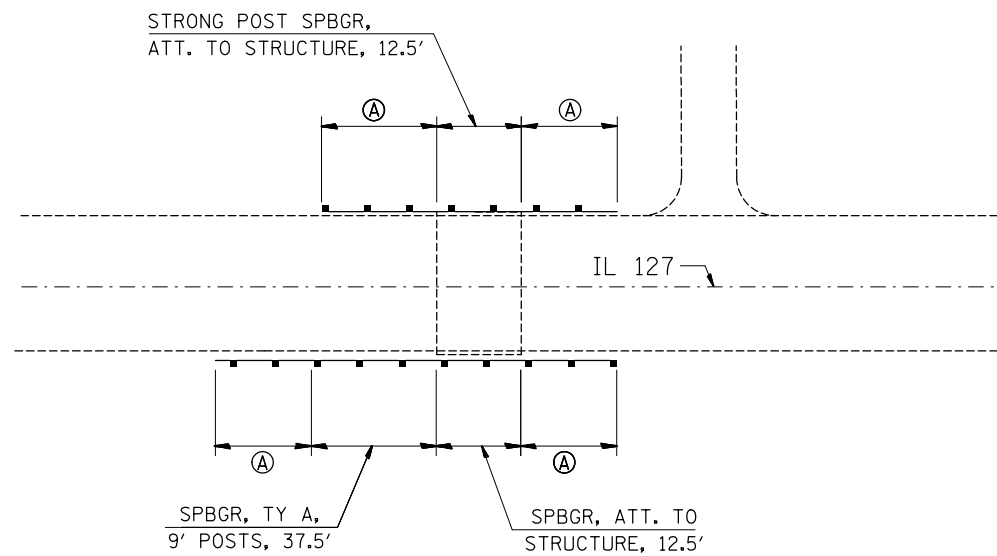 STRONG POST SPBGR,
ATT. TO STRUCTURE, 12.5'
A
A
IL 127
A
A
SPBGR, TY A,
9' POSTS, 37.5'
SPBGR, ATT. TO
STRUCTURE, 12.5'